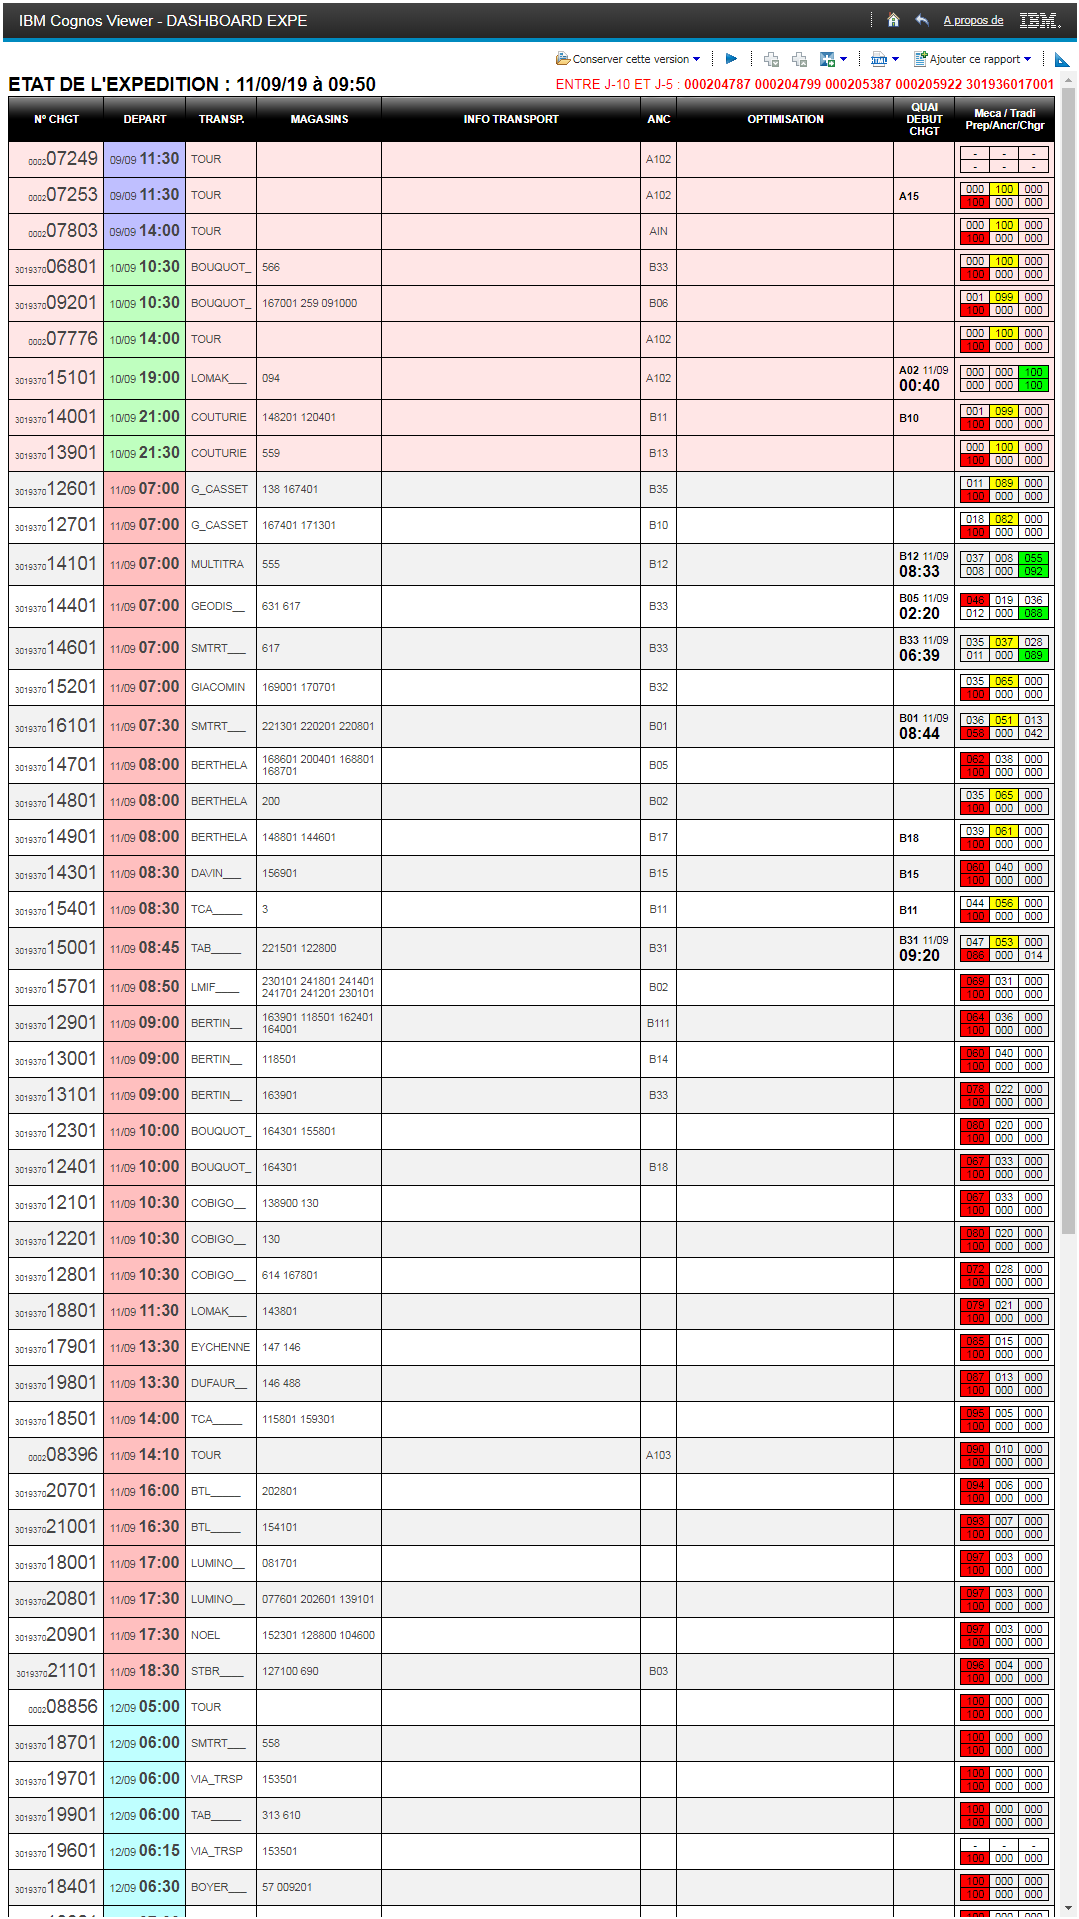 IBM Cognos Viewer - DASHBOARD EXPE A propos de IBM.
Conserver cette version HTML Ajouter ce rapport
ETAT DE L'EXPEDITION : 11/09/19 à 09:50 ENTRE J-10 ET J-5 : 000204787 000204799 000205387 000205922 301936017001
N° CHGT DEPART TRANSP. MAGASINS INFO TRANSPORT ANC OPTIMISATION QUAI DEBUT CHGT Meca / Tradi Prep/Ancr/Chgr
000207249 09/09 11:30 TOUR A102 - - -
- - -
000207253 09/09 11:30 TOUR A102 A15 000 100 000
100 000 000
000207803 09/09 14:00 TOUR AIN 000 100 000
100 000 000
301937006801 10/09 10:30 BOUQUOT_ 566 B33 000 100 000
100 000 000
301937009201 10/09 10:30 BOUQUOT_ 167001 259 091000 B06 001 099 000
100 000 000
000207776 10/09 14:00 TOUR A102 000 100 000
100 000 000
301937015101 10/09 19:00 LOMAK___ 094 A102 A02 11/09 00:40 000 000 100
000 000 100
301937014001 10/09 21:00 COUTURIE 148201 120401 B11 B10 001 099 000
100 000 000
301937013901 10/09 21:30 COUTURIE 559 B13 000 100 000
100 000 000
301937012601 11/09 07:00 G_CASSET 138 167401 B35 011 089 000
100 000 000
301937012701 11/09 07:00 G_CASSET 167401 171301 B10 018 082 000
100 000 000
301937014101 11/09 07:00 MULTITRA 555 B12 B12 11/09 08:33 037 008 055
008 000 092
301937014401 11/09 07:00 GEODIS__ 631 617 B33 B05 11/09 02:20 046 019 036
012 000 088
301937014601 11/09 07:00 SMTRT___ 617 B33 B33 11/09 06:39 035 037 028
011 000 089
301937015201 11/09 07:00 GIACOMIN 169001 170701 B32 035 065 000
100 000 000
301937016101 11/09 07:30 SMTRT___ 221301 220201 220801 B01 B01 11/09 08:44 036 051 013
058 000 042
301937014701 11/09 08:00 BERTHELA 168601 200401 168801 168701 B05 062 038 000
100 000 000
301937014801 11/09 08:00 BERTHELA 200 B02 035 065 000
100 000 000
301937014901 11/09 08:00 BERTHELA 148801 144601 B17 B18 039 061 000
100 000 000
301937014301 11/09 08:30 DAVIN___ 156901 B15 B15 060 040 000
100 000 000
301937015401 11/09 08:30 TCA_____ 3 B11 B11 044 056 000
100 000 000
301937015001 11/09 08:45 TAB_____ 221501 122800 B31 B31 11/09 09:20 047 053 000
086 000 014
301937015701 11/09 08:50 LMIF____ 230101 241801 241401 241701 241201 230101 B02 069 031 000
100 000 000
301937012901 11/09 09:00 BERTIN__ 163901 118501 162401 164001 B111 064 036 000
100 000 000
301937013001 11/09 09:00 BERTIN__ 118501 B14 060 040 000
100 000 000
301937013101 11/09 09:00 BERTIN__ 163901 B33 078 022 000
100 000 000
301937012301 11/09 10:00 BOUQUOT_ 164301 155801 080 020 000
100 000 000
301937012401 11/09 10:00 BOUQUOT_ 164301 B18 067 033 000
100 000 000
301937012101 11/09 10:30 COBIGO__ 138900 130 067 033 000
100 000 000
301937012201 11/09 10:30 COBIGO__ 130 080 020 000
100 000 000
301937012801 11/09 10:30 COBIGO__ 614 167801 072 028 000
100 000 000
301937018801 11/09 11:30 LOMAK___ 143801 079 021 000
100 000 000
301937017901 11/09 13:30 EYCHENNE 147 146 085 015 000
100 000 000
301937019801 11/09 13:30 DUFAUR__ 146 488 087 013 000
100 000 000
301937018501 11/09 14:00 TCA_____ 115801 159301 095 005 000
100 000 000
000208396 11/09 14:10 TOUR A103 090 010 000
100 000 000
301937020701 11/09 16:00 BTL_____ 202801 094 006 000
100 000 000
301937021001 11/09 16:30 BTL_____ 154101 093 007 000
100 000 000
301937018001 11/09 17:00 LUMINO__ 081701 097 003 000
100 000 000
301937020801 11/09 17:30 LUMINO__ 077601 202601 139101 097 003 000
100 000 000
301937020901 11/09 17:30 NOEL 152301 128800 104600 097 003 000
100 000 000
301937021101 11/09 18:30 STBR____ 127100 690 B03 096 004 000
100 000 000
000208856 12/09 05:00 TOUR 100 000 000
100 000 000
301937018701 12/09 06:00 SMTRT___ 558 100 000 000
100 000 000
301937019701 12/09 06:00 VIA_TRSP 153501 100 000 000
100 000 000
301937019901 12/09 06:00 TAB_____ 313 610 100 000 000
100 000 000
301937019601 12/09 06:15 VIA_TRSP 153501 - - -
100 000 000
301937018401 12/09 06:30 BOYER___ 57 009201 100 000 000
100 000 000